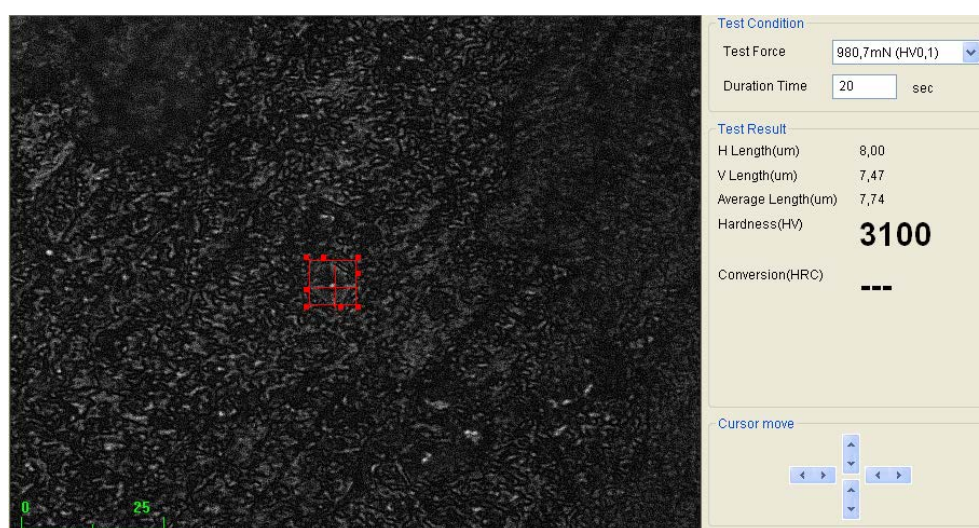 Test Condition
Test Force 980,7mN (HV0,1)
Duration Time 20 sec
Test Result
H Length(um) 8,00
V Length(um) 7,47
Average Length(um) 7,74
Hardness(HV) 3100
Conversion(HRC) ---
Cursor move
0 25